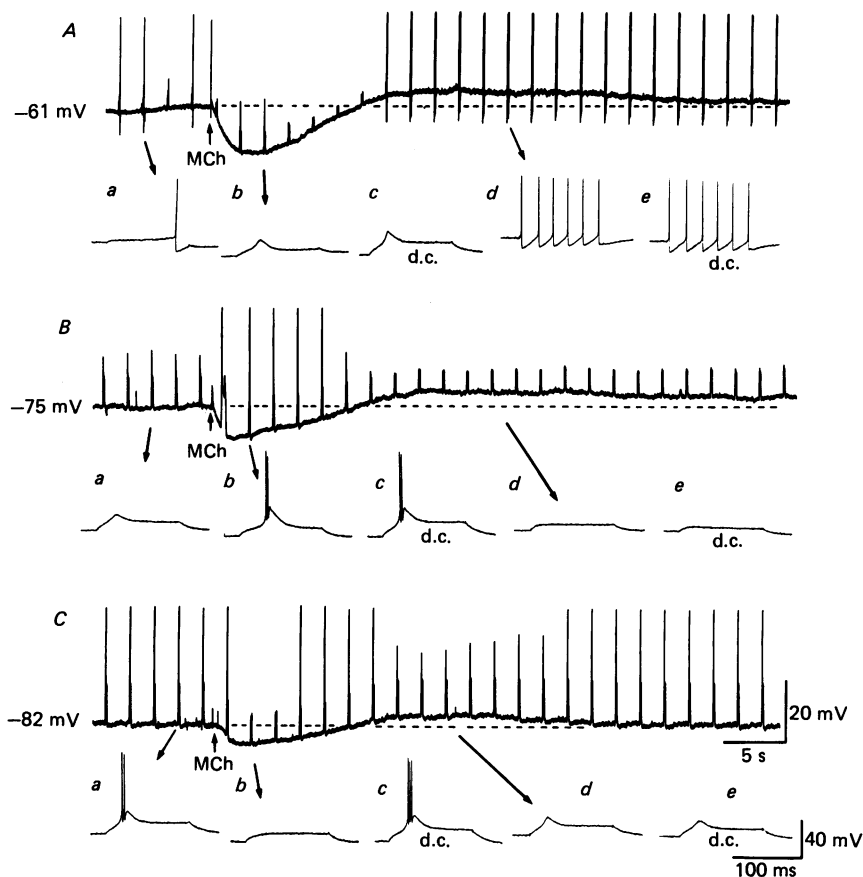 A
−61 mV
MCh
a
b
c
d
e
d.c.
d.c.
B
−75 mV
MCh
a
b
c
d
e
d.c.
d.c.
C
−82 mV
MCh
20 mV
5 s
a
b
c
d
e
d.c.
d.c.
40 mV
100 ms